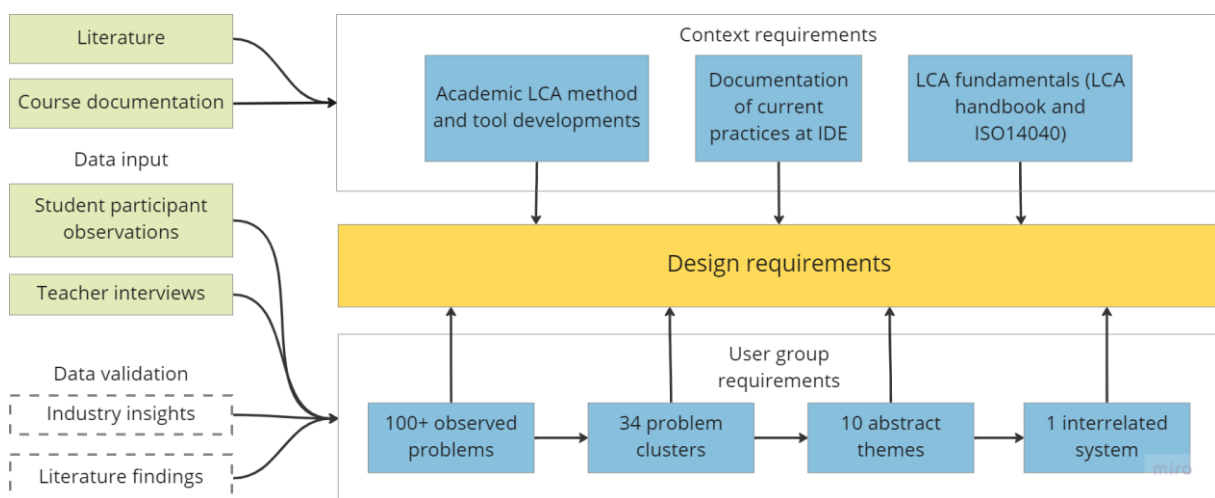 Literature
Course documentation
Data input
Student participant
observations
Teacher interviews
Data validation
Industry insights
Literature findings
Context requirements
Academic LCA method
and tool developments
Documentation
of current
practices at IDE
LCA fundamentals (LCA
handbook and
ISO14040)
Design requirements
User group
requirements
100+ observed
problems
34 problem
clusters
10 abstract
themes
1 interrelated
system
miro